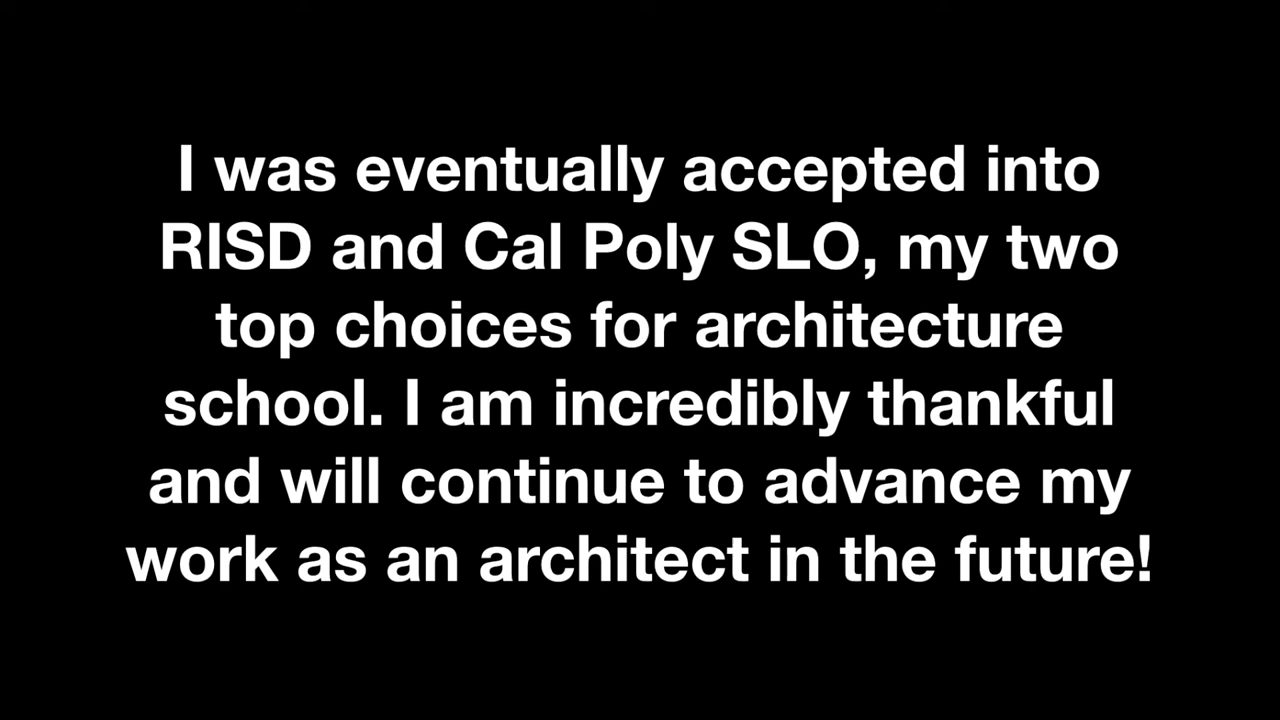 I was eventually accepted into
RISD and Cal Poly SLO, my two
top choices for architecture
school. I am incredibly thankful
and will continue to advance my
work as an architect in the future!